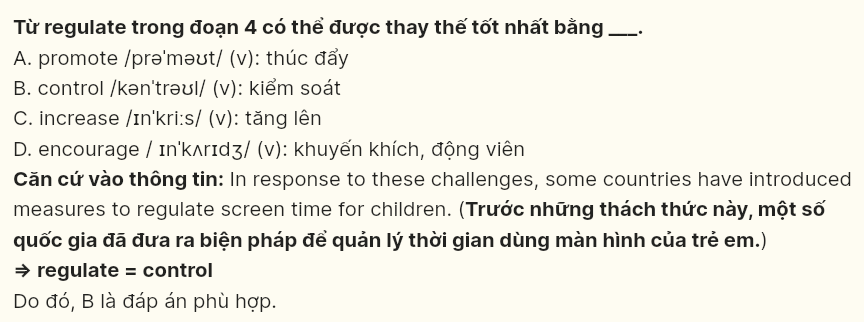 Từ regulate trong đoạn 4 có thể được thay thế tốt nhất bằng ___.
A. promote /prəˈməʊt/ (v): thúc đẩy
B. control /kənˈtrəʊl/ (v): kiểm soát
C. increase /ɪnˈkriːs/ (v): tăng lên
D. encourage / ɪnˈkʌrɪdʒ/ (v): khuyến khích, động viên
Căn cứ vào thông tin: In response to these challenges, some countries have introduced
measures to regulate screen time for children. (Trước những thách thức này, một số
quốc gia đã đưa ra biện pháp để quản lý thời gian dùng màn hình của trẻ em.)
⇒ regulate = control
Do đó, B là đáp án phù hợp.